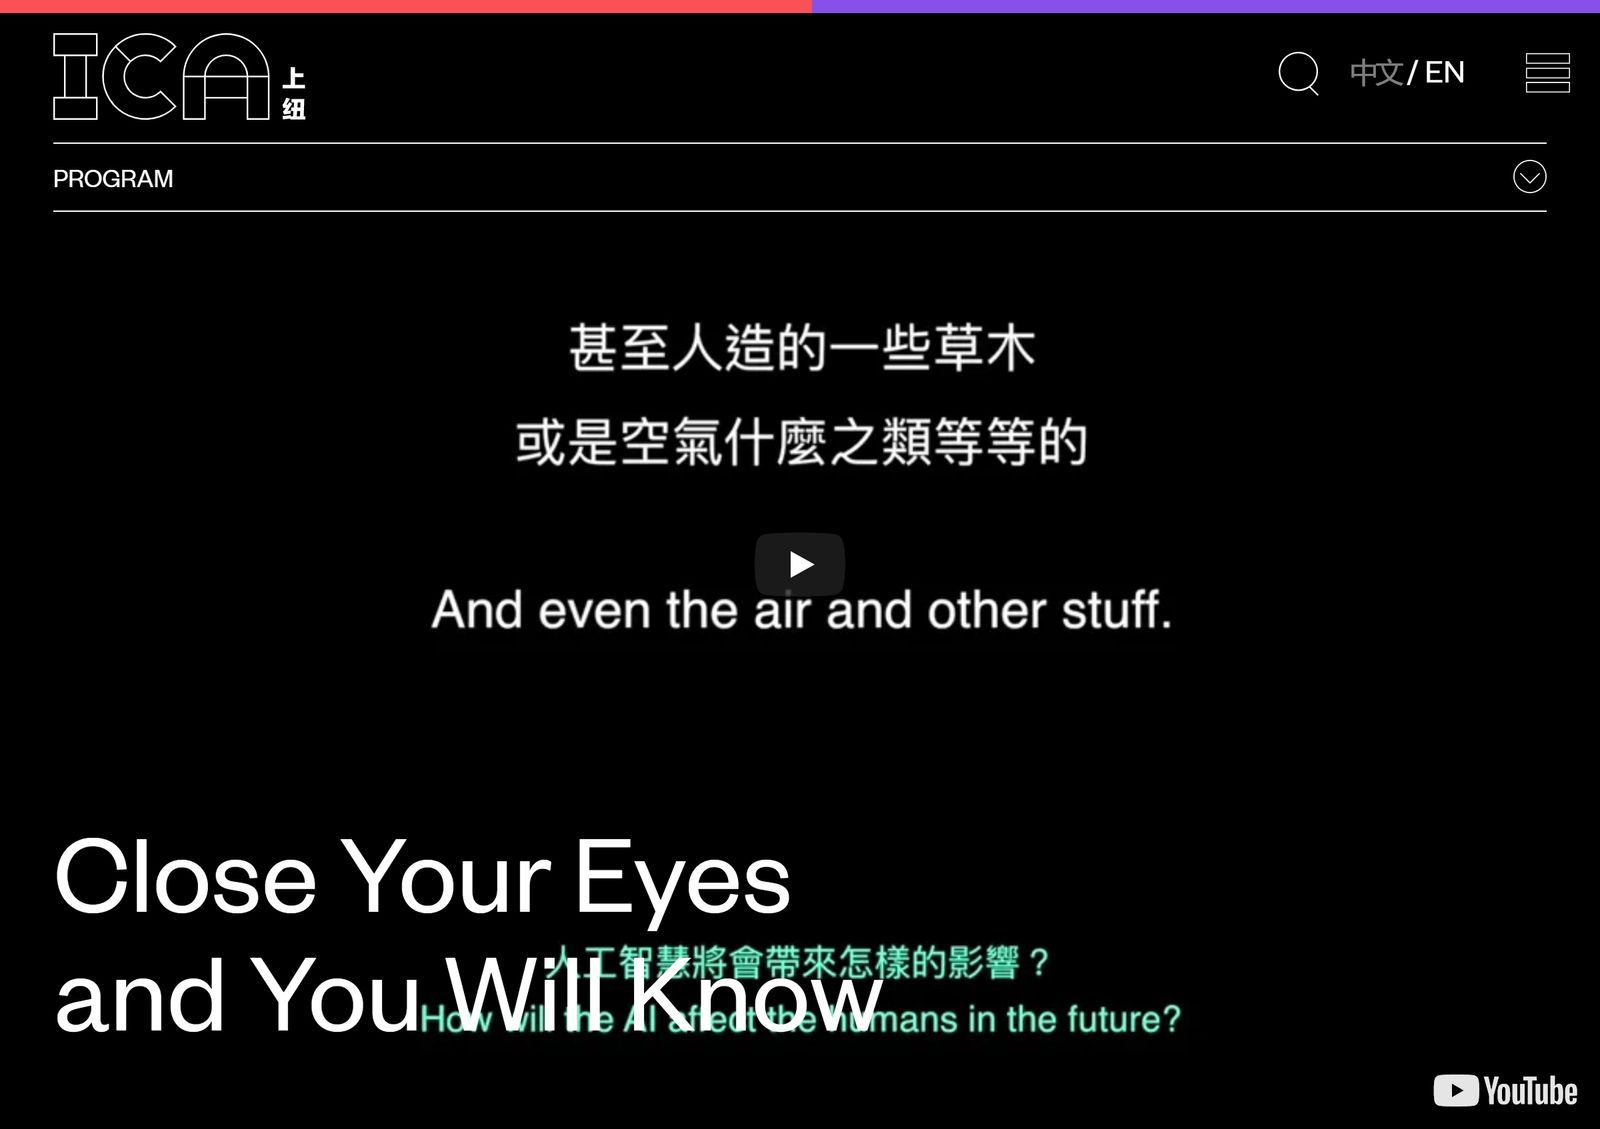 ICA 上纽
中文 / EN
PROGRAM
甚至人造的一些草木
或是空氣什麼之類等等的
And even the air and other stuff.
Close Your Eyes
and You Will Know
人工智慧將會帶來怎樣的影響？
How will the AI affect the humans in the future?
YouTube